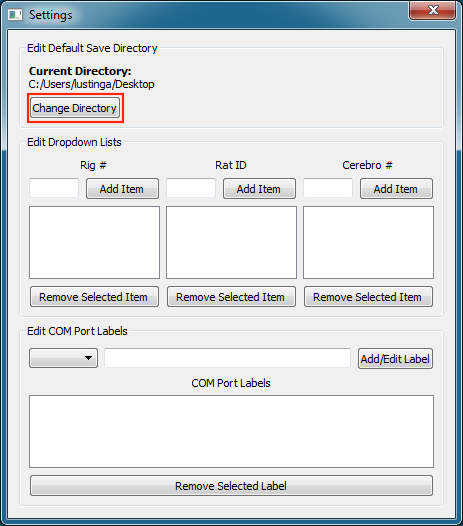 Settings
Edit Default Save Directory
Current Directory:
C:/Users/lustinga/Desktop
Change Directory
Edit Dropdown Lists
Rig # Rat ID Cerebro #
Add Item Add Item Add Item
Remove Selected Item Remove Selected Item Remove Selected Item
Edit COM Port Labels
Add/Edit Label
COM Port Labels
Remove Selected Label